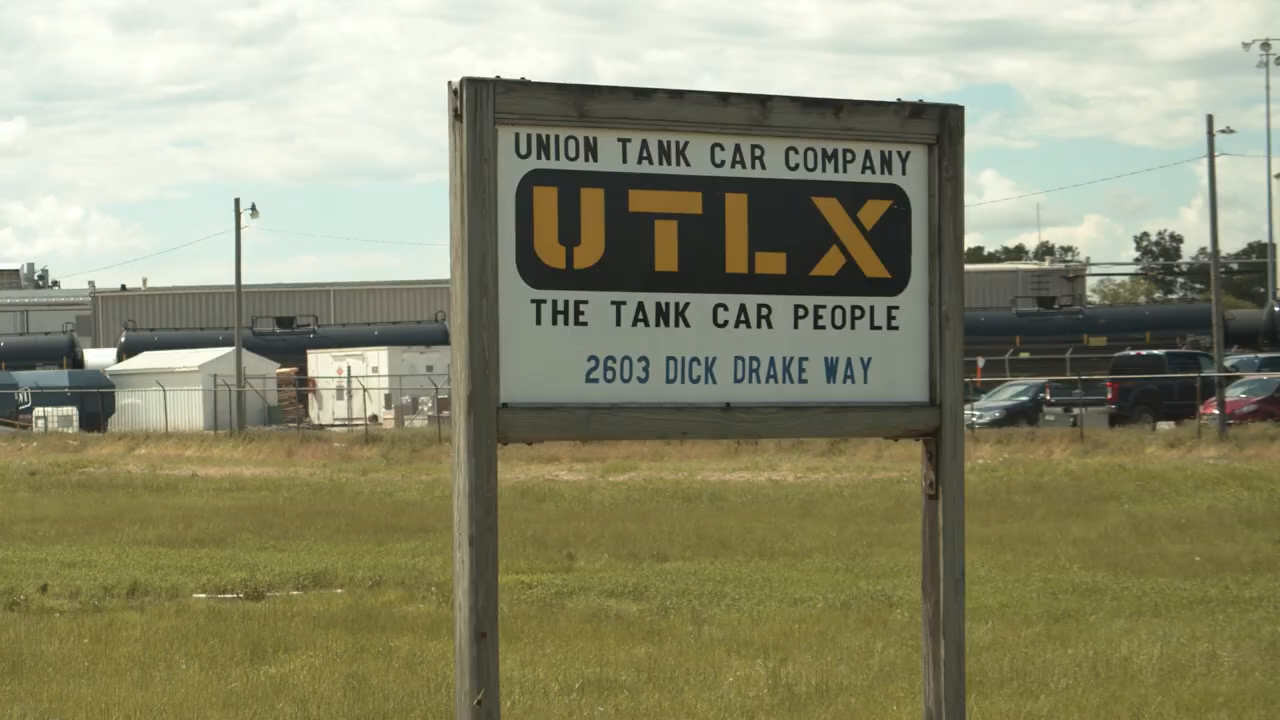 UNION TANK CAR COMPANY
UTLX
THE TANK CAR PEOPLE
2603 DICK DRAKE WAY